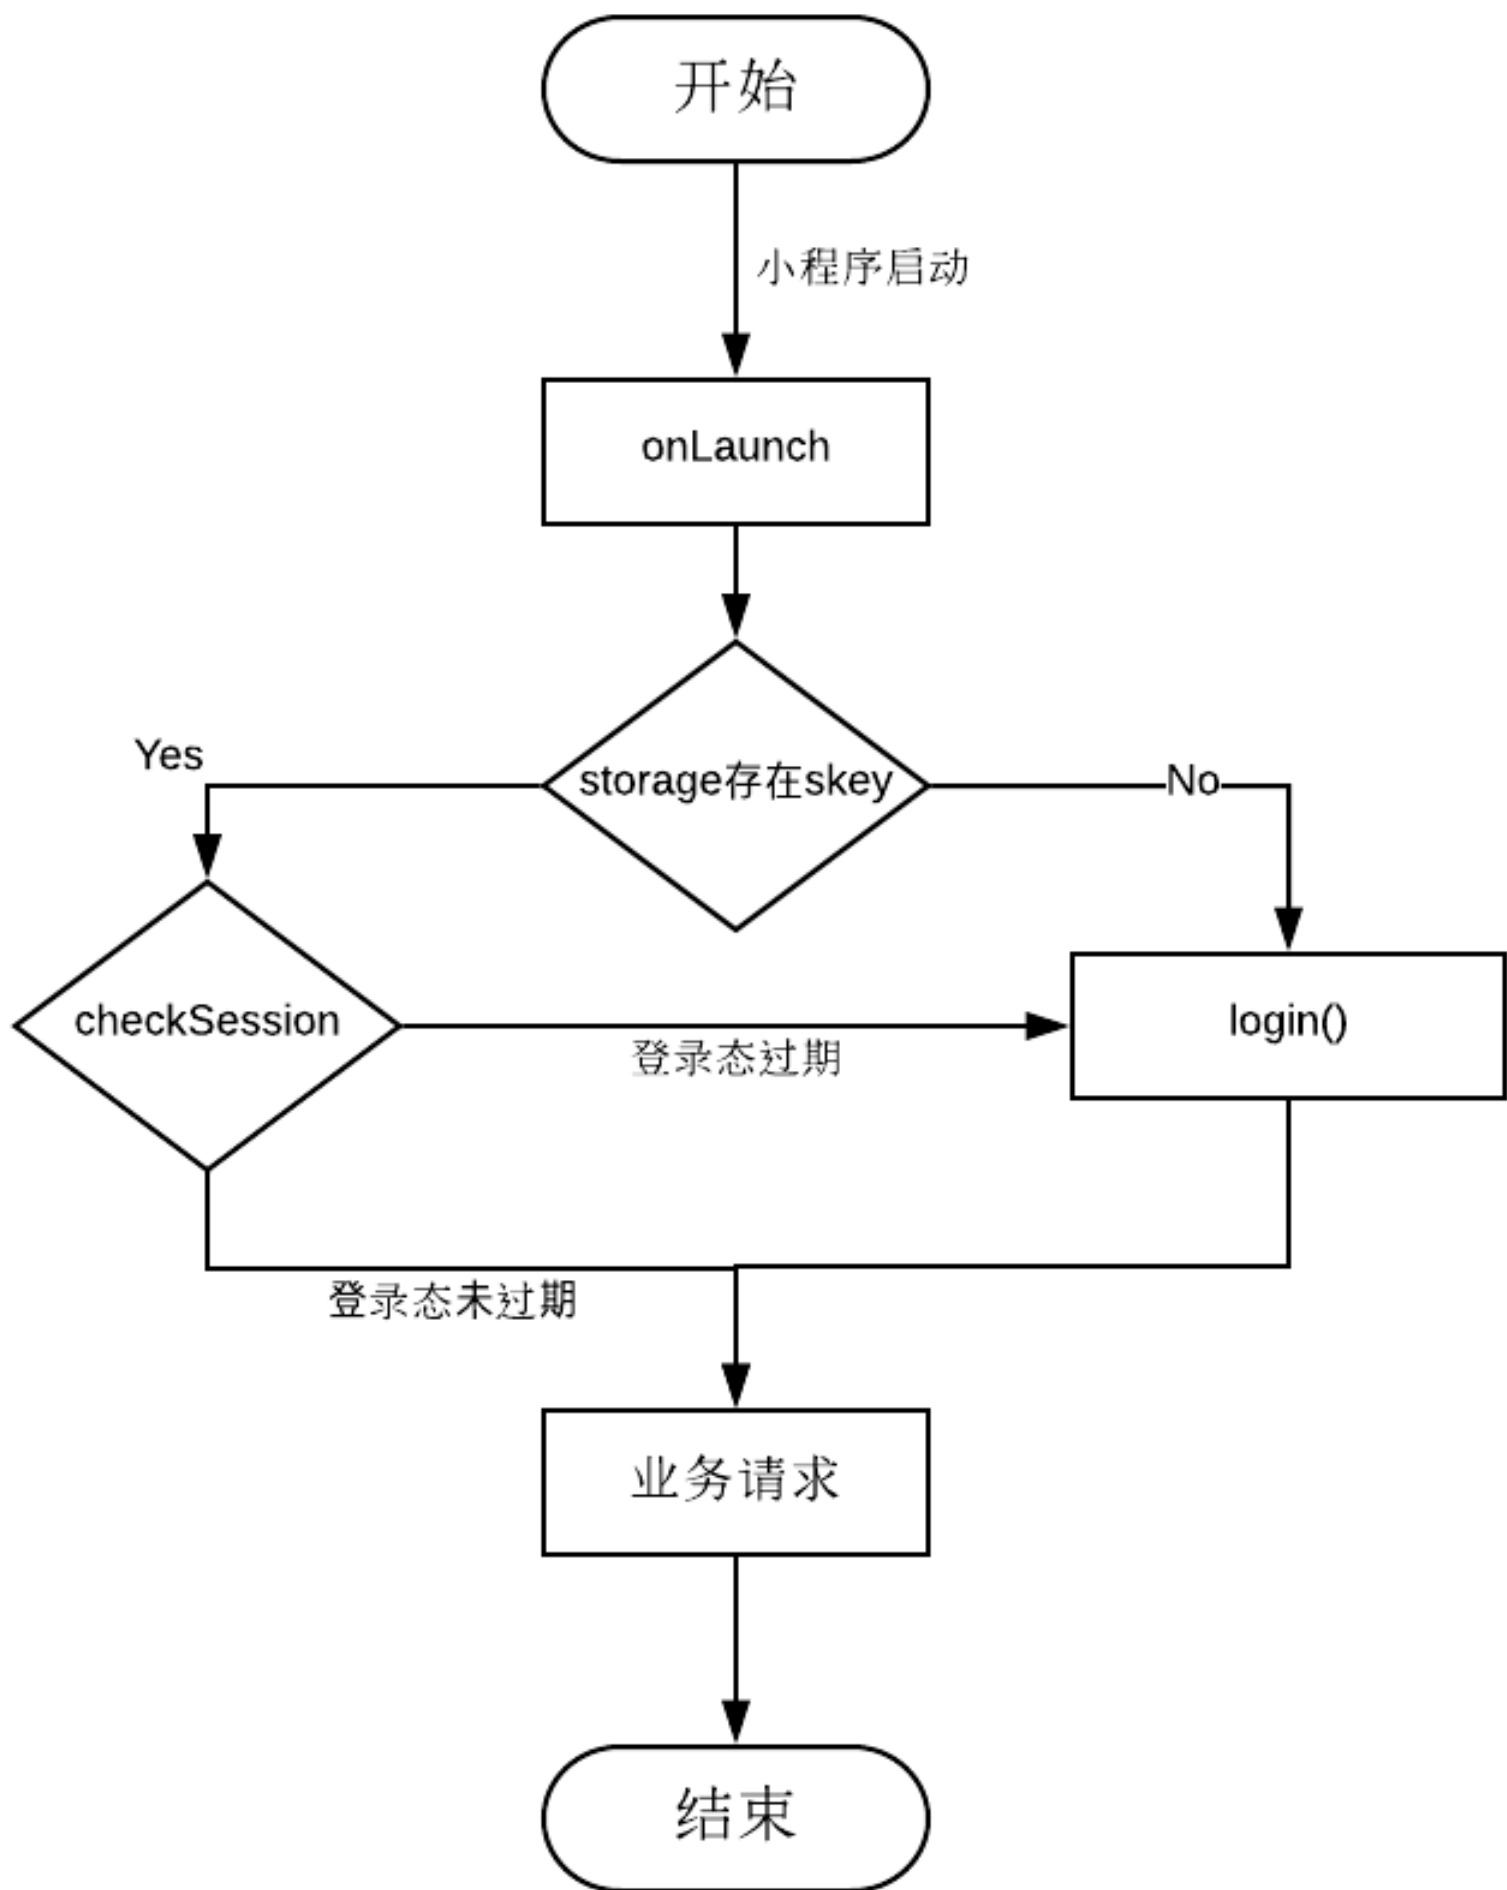 开始
小程序启动
onLaunch
Yes
storage存在skey
No
checkSession
login()
登录态过期
登录态未过期
业务请求
结束